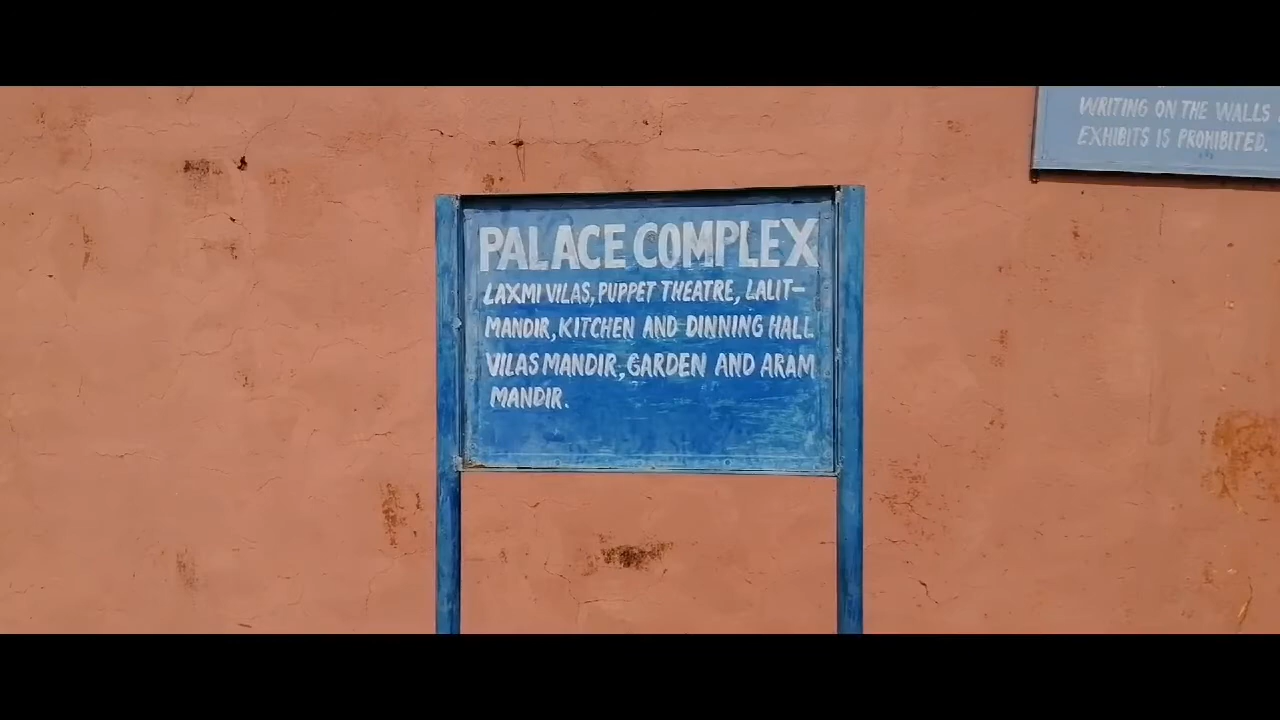 PALACE COMPLEX
LAXMI VILAS, PUPPET THEATRE, LALIT-
MANDIR, KITCHEN AND DINNING HALL
VILAS MANDIR, GARDEN AND ARAM
MANDIR.
WRITING ON THE WALLS
EXHIBITS IS PROHIBITED.